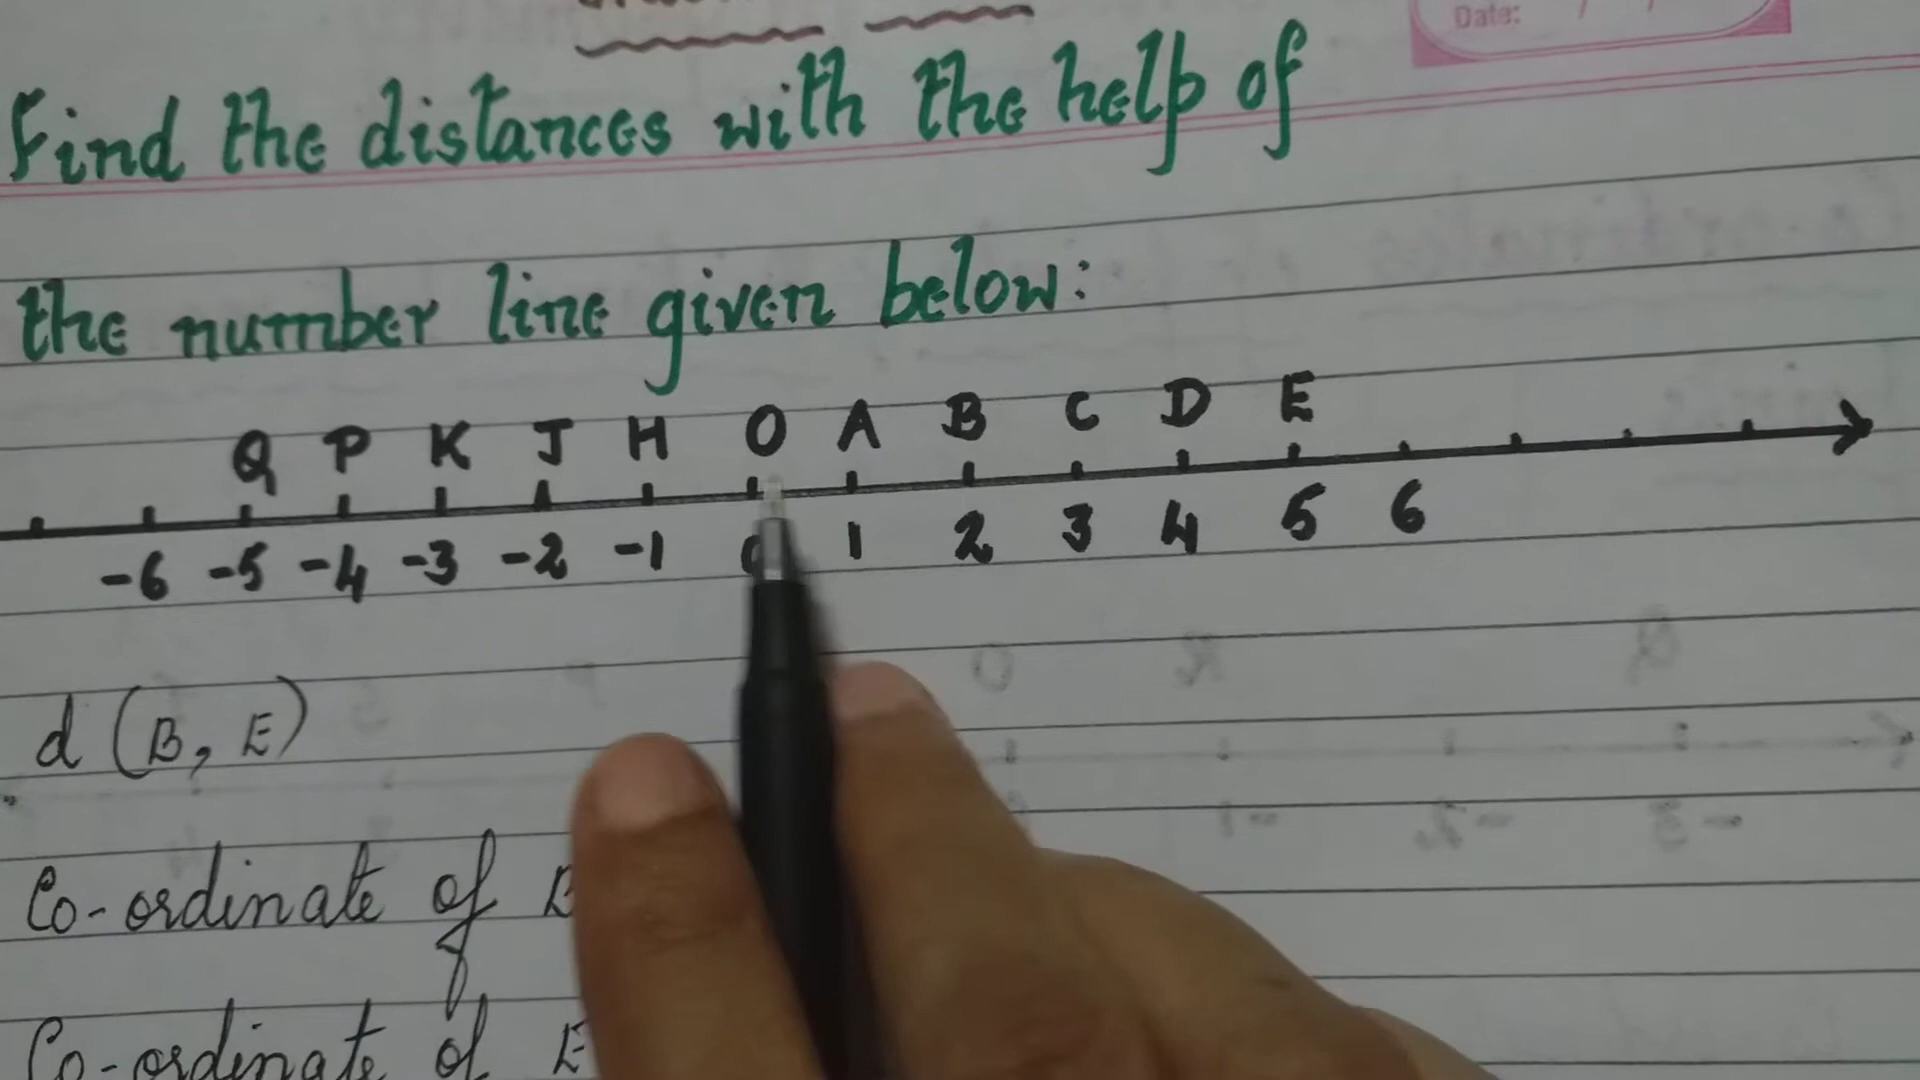 Date: / /
Find the distances with the help of
the number line given below:
Q P K J H O A B C D E
-6 -5 -4 -3 -2 -1 0 1 2 3 4 5 6
d (B, E)
Co-ordinate of B
Co-ordinate of E